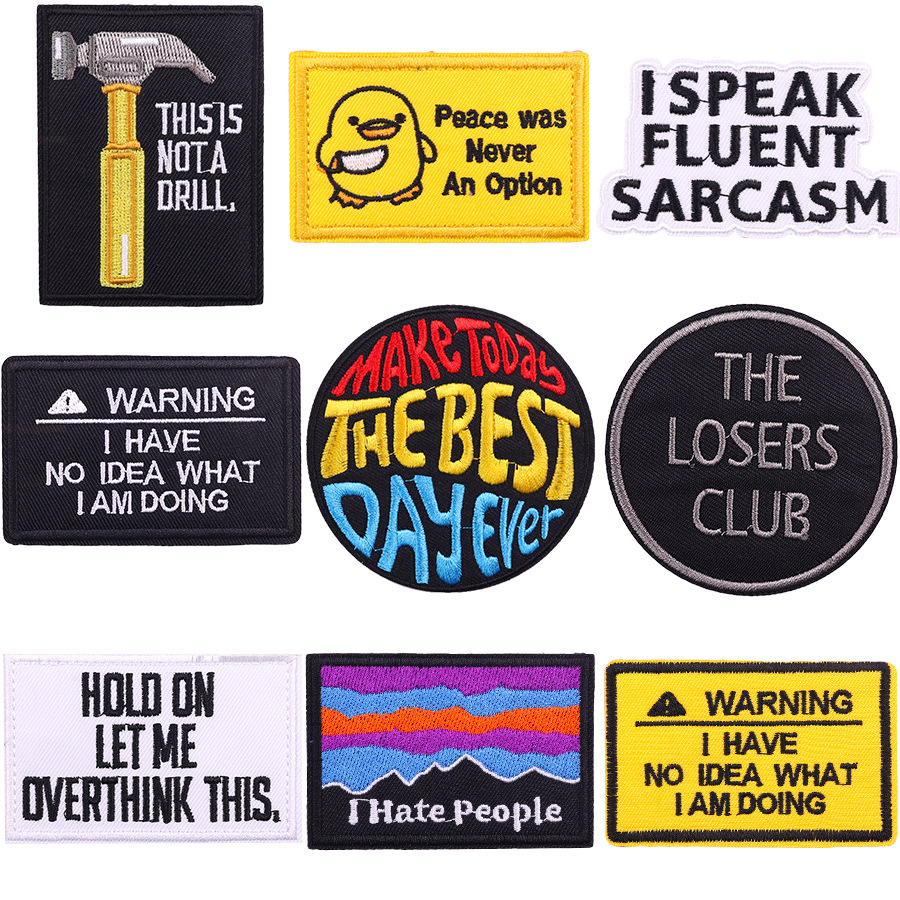 THIS IS
NOT A
DRILL.
Peace was
Never
An Option
I SPEAK
FLUENT
SARCASM
WARNING
I HAVE
NO IDEA WHAT
I AM DOING
MAKE TODAY
THE BEST
DAY EVER
THE
LOSERS
CLUB
HOLD ON
LET ME
OVERTHINK THIS.
I Hate People
WARNING
I HAVE
NO IDEA WHAT
I AM DOING